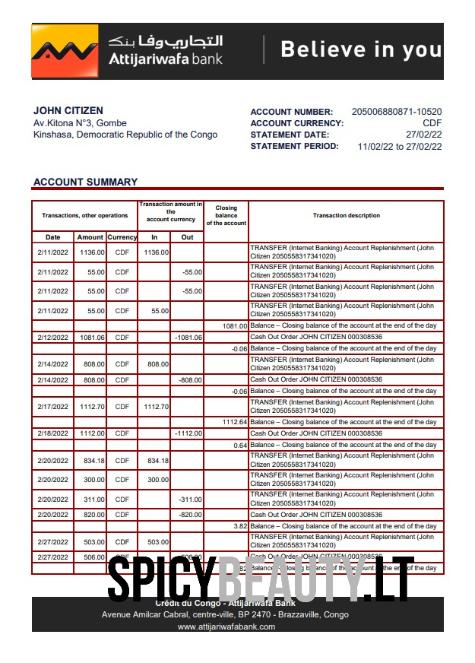 التجاري وفا بنك
Attijariwafa bank
Believe in you
JOHN CITIZEN
Av.Kitona N°3, Gombe
Kinshasa, Democratic Republic of the Congo
ACCOUNT NUMBER: 205006880871-10520
ACCOUNT CURRENCY: CDF
STATEMENT DATE: 27/02/22
STATEMENT PERIOD: 11/02/22 to 27/02/22
ACCOUNT SUMMARY
Transactions, other operations
Transaction amount in
the
account currency
Closing
balance
of the account
Transaction description
Date Amount Currency In Out
2/11/2022 1136.00 CDF 1136.00 TRANSFER (Internet Banking) Account Replenishment (John
Citizen 2050558317341020)
2/11/2022 55.00 CDF -55.00 TRANSFER (Internet Banking) Account Replenishment (John
Citizen 2050558317341020)
2/11/2022 55.00 CDF -55.00 TRANSFER (Internet Banking) Account Replenishment (John
Citizen 2050558317341020)
2/11/2022 55.00 CDF 55.00 TRANSFER (Internet Banking) Account Replenishment (John
Citizen 2050558317341020)
1081.00 Balance – Closing balance of the account at the end of the day
2/12/2022 1081.06 CDF -1081.06 Cash Out Order JOHN CITIZEN 000308536
-0.06 Balance – Closing balance of the account at the end of the day
2/14/2022 808.00 CDF 808.00 TRANSFER (Internet Banking) Account Replenishment (John
Citizen 2050558317341020)
2/14/2022 808.00 CDF -808.00 Cash Out Order JOHN CITIZEN 000308536
-0.06 Balance – Closing balance of the account at the end of the day
2/17/2022 1112.70 CDF 1112.70 TRANSFER (Internet Banking) Account Replenishment (John
Citizen 2050558317341020)
1112.64 Balance – Closing balance of the account at the end of the day
2/18/2022 1112.00 CDF -1112.00 Cash Out Order JOHN CITIZEN 000308536
0.64 Balance – Closing balance of the account at the end of the day
2/20/2022 834.18 CDF 834.18 TRANSFER (Internet Banking) Account Replenishment (John
Citizen 2050558317341020)
2/20/2022 300.00 CDF 300.00 TRANSFER (Internet Banking) Account Replenishment (John
Citizen 2050558317341020)
2/20/2022 311.00 CDF -311.00 TRANSFER (Internet Banking) Account Replenishment (John
Citizen 2050558317341020)
2/20/2022 820.00 CDF -820.00 Cash Out Order JOHN CITIZEN 000308536
3.82 Balance – Closing balance of the account at the end of the day
2/27/2022 503.00 CDF 503.00 TRANSFER (Internet Banking) Account Replenishment (John
Citizen 2050558317341020)
2/27/2022 506.00 CDF Cash Out Order JOHN CITIZEN 000308536
Balance – Closing balance of the account at the end of the day
SPICYBEAUTY.LT
Crédit du Congo - Attijariwafa Bank
Avenue Amilcar Cabral, centre-ville, BP 2470 - Brazzaville, Congo
www.attijariwafabank.com